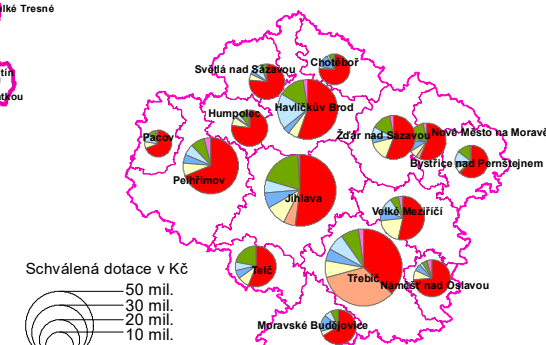 lké Tresné
Chotěboř
Světlá nad Sázavou
Havlíčkův Brod
Humpolec
Pacov
Žďár nad Sázavou
Nové Město na Moravě
Bystřice nad Pernštejnem
Pelhřimov
Jihlava
Velké Meziříčí
Telč
Třebíč
Náměšť nad Oslavou
Moravské Budějovice
Schválená dotace v Kč
50 mil.
30 mil.
20 mil.
10 mil.